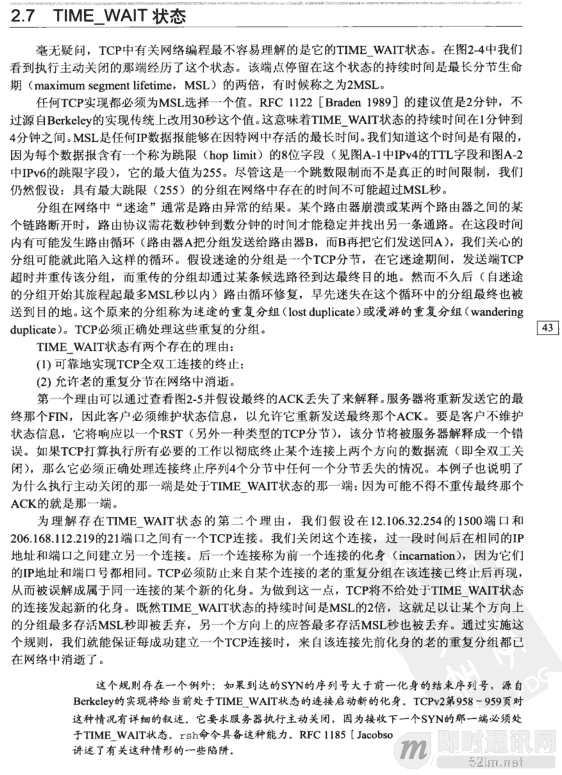 2.7 TIME_WAIT 状态
毫无疑问，TCP中有关网络编程最不容易理解的是它的TIME_WAIT状态。在图2-4中我们
看到执行主动关闭的那端经历了这个状态。该端点停留在这个状态的持续时间是最长分节生命
期（maximum segment lifetime，MSL）的两倍，有时候称之为2MSL。
任何TCP实现都必须为MSL选择一个值。RFC 1122［Braden 1989］的建议值是2分钟，不
过源自Berkeley的实现传统上改用30秒这个值。这意味着TIME_WAIT状态的持续时间在1分钟到
4分钟之间。MSL是任何IP数据报能够在因特网中存活的最长时间。我们知道这个时间是有限的，
因为每个数据报含有一个称为跳限（hop limit）的8位字段（见图A-1中IPv4的TTL字段和图A-2
中IPv6的跳限字段），它的最大值为255。尽管这是一个跳数限制而不是真正的时间限制，我们
仍然假设：具有最大跳限（255）的分组在网络中存在的时间不可能超过MSL秒。
分组在网络中“迷途”通常是路由异常的结果。某个路由器崩溃或某两个路由器之间的某
个链路断开时，路由协议需花数秒钟到数分钟的时间才能稳定并找出另一条通路。在这段时间
内有可能发生路由循环（路由器A把分组发送给路由器B，而B再把它们发送回A），我们关心的
分组可能就此陷入这样的循环。假设迷途的分组是一个TCP分节，在它迷途期间，发送端TCP
超时并重传该分组，而重传的分组却通过某条候选路径到达最终目的地。然而不久后（自迷途
的分组开始其旅程起最多MSL秒以内）路由循环修复，早先迷失在这个循环中的分组最终也被
送到目的地。这个原来的分组称为迷途的重复分组（lost duplicate）或漫游的重复分组（wandering
duplicate）。TCP必须正确处理这些重复的分组。
43
TIME_WAIT状态有两个存在的理由：
(1) 可靠地实现TCP全双工连接的终止；
(2) 允许老的重复分节在网络中消逝。
第一个理由可以通过查看图2-5并假设最终的ACK丢失了来解释。服务器将重新发送它的最
终那个FIN，因此客户必须维护状态信息，以允许它重新发送最终那个ACK。要是客户不维护
状态信息，它将响应以一个RST（另外一种类型的TCP分节），该分节将被服务器解释成一个错
误。如果TCP打算执行所有必要的工作以彻底终止某个连接上两个方向的数据流（即全双工关
闭），那么它必须正确处理连接终止序列4个分节中任何一个分节丢失的情况。本例子也说明了
为什么执行主动关闭的那一端是处于TIME_WAIT状态的那一端：因为可能不得不重传最终那个
ACK的就是那一端。
为理解存在TIME_WAIT状态的第二个理由，我们假设在12.106.32.254的1500端口和
206.168.112.219的21端口之间有一个TCP连接。我们关闭这个连接，过一段时间后在相同的IP
地址和端口之间建立另一个连接。后一个连接称为前一个连接的化身（incarnation），因为它们
的IP地址和端口号都相同。TCP必须防止来自某个连接的老的重复分组在该连接已终止后再现，
从而被误解成属于同一连接的某个新的化身。为做到这一点，TCP将不给处于TIME_WAIT状态
的连接发起新的化身。既然TIME_WAIT状态的持续时间是MSL的2倍，这就足以让某个方向上
的分组最多存活MSL秒即被丢弃，另一个方向上的应答最多存活MSL秒也被丢弃。通过实施这
个规则，我们就能保证每成功建立一个TCP连接时，来自该连接先前化身的老的重复分组都已
在网络中消逝了。
这个规则存在一个例外：如果到达的SYN的序列号大于前一化身的结束序列号，源自
Berkeley的实现将给当前处于TIME_WAIT状态的连接启动新的化身。TCPv2第958～959页对
这种情况有详细的叙述。它要求服务器执行主动关闭，因为接收下一个SYN的那一端必须处
于TIME_WAIT状态。rsh命令具备这种能力。RFC 1185［Jacobso
讲述了有关这种情形的一些陷阱。
即时通讯网
52im.net